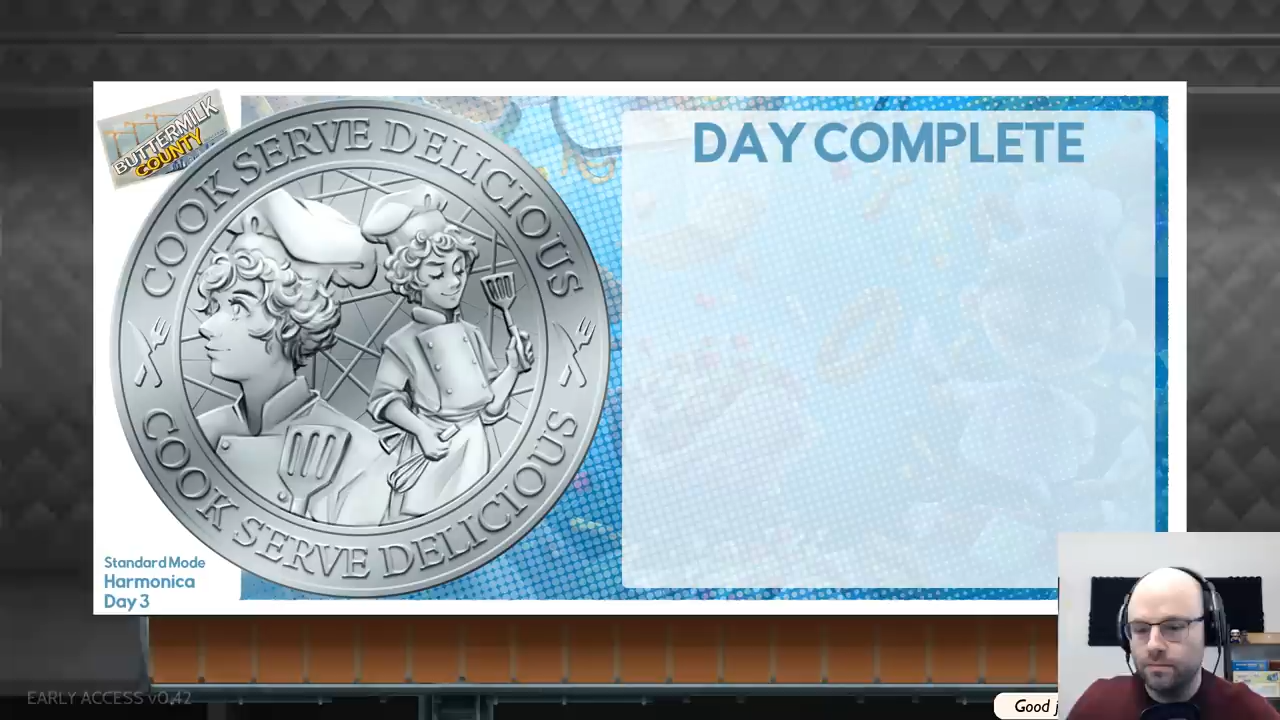 BUTTERMILK
COUNTY
COOK SERVE DELICIOUS
COOK SERVE DELICIOUS
DAY COMPLETE
Standard Mode
Harmonica
Day 3
EARLY ACCESS v0.42
Good